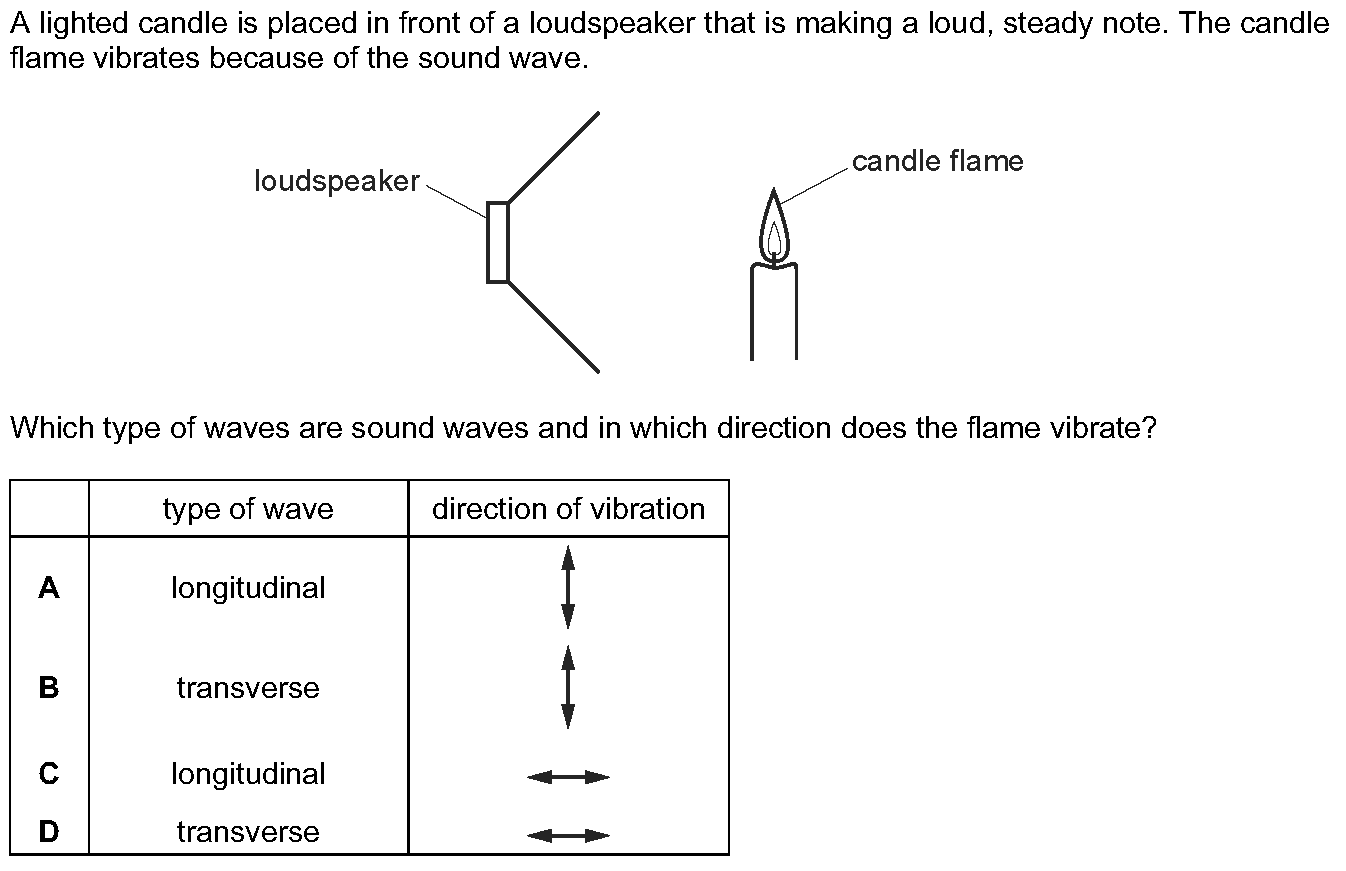 A lighted candle is placed in front of a loudspeaker that is making a loud, steady note. The candle
flame vibrates because of the sound wave.
loudspeaker
candle flame
Which type of waves are sound waves and in which direction does the flame vibrate?
type of wave direction of vibration
A longitudinal
B transverse
C longitudinal
D transverse